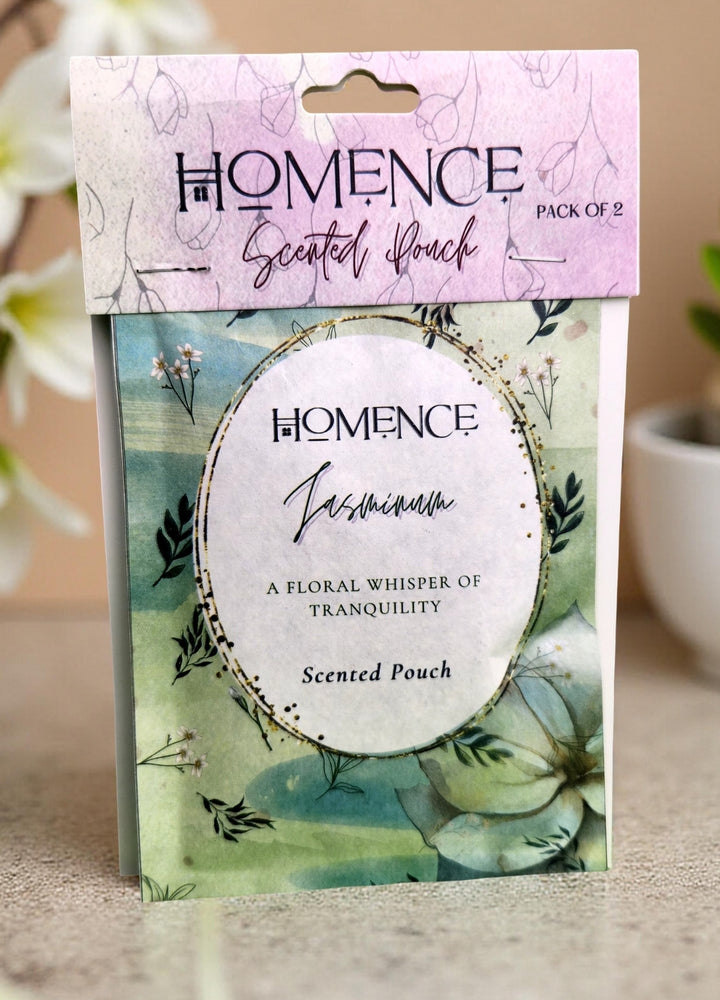 HOMENCE
PACK OF 2
Scented Pouch
HOMENCE
Jasminum
A FLORAL WHISPER OF
TRANQUILITY
Scented Pouch